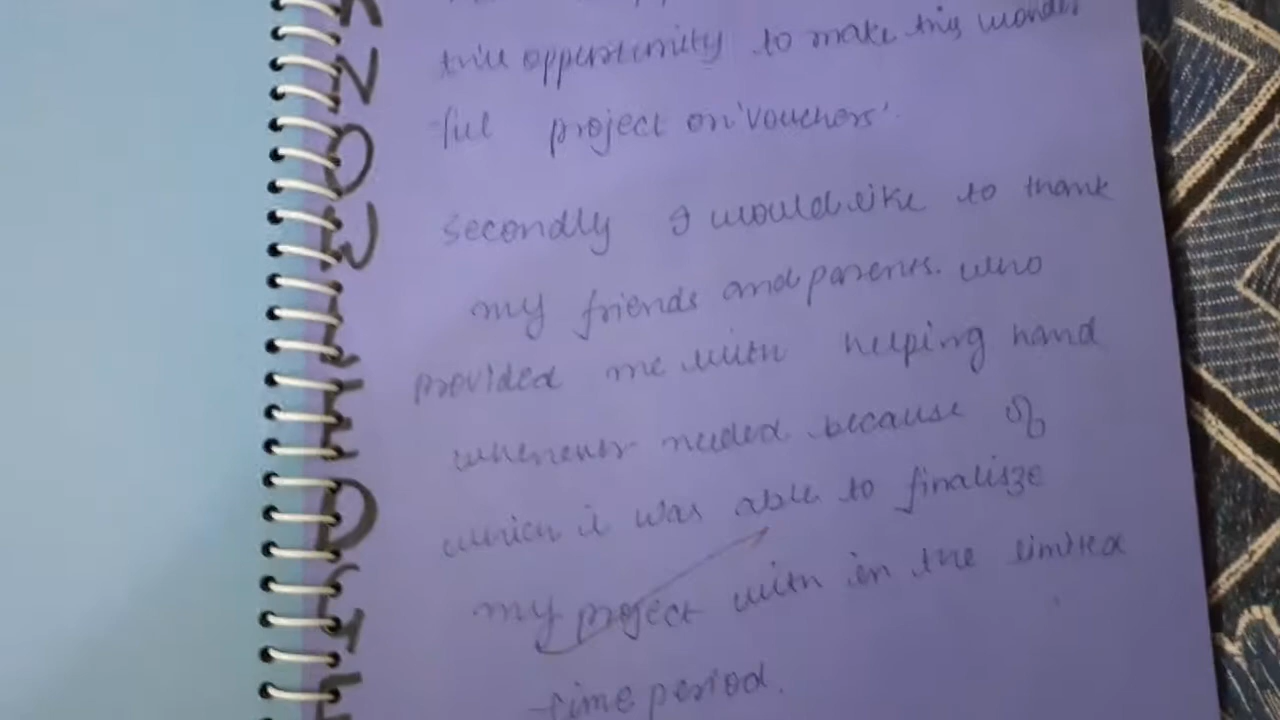 opportunity to make this wonder
ful project on 'vouchers'.
secondly I would like to thank
my friends and parents. who
provided me with helping hand
whenever needed because of
which i was able to finalisze
my project with in the limited
time period.